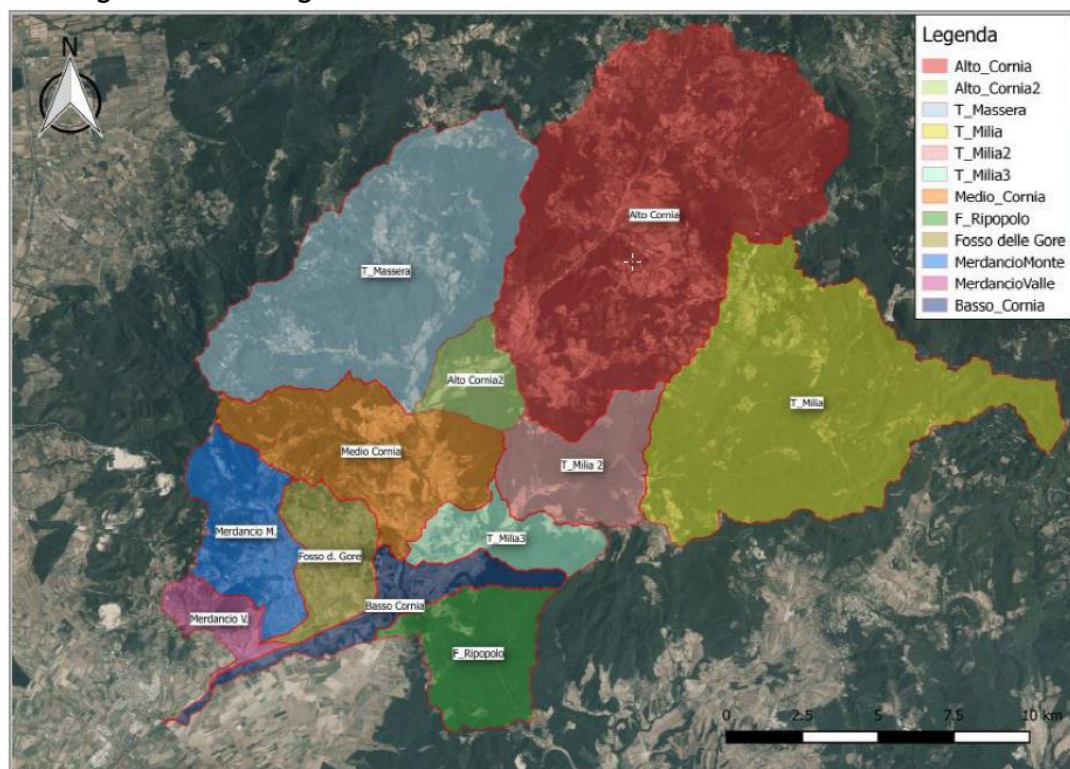 N
Legenda
Alto_Cornia
Alto_Cornia2
T_Massera
T_Milia
T_Milia2
T_Milia3
Medio_Cornia
F_Ripopolo
Fosso delle Gore
MerdancioMonte
MerdancioValle
Basso_Cornia
Alto Cornia
T_Massera
Alto Cornia2
T_Milia
Medio Cornia
T_Milia 2
Merdancio M.
Fosso d. Gore
T_Milia3
Basso Cornia
Merdancio V.
F_Ripopolo
0 2.5 5 7.5 10 km